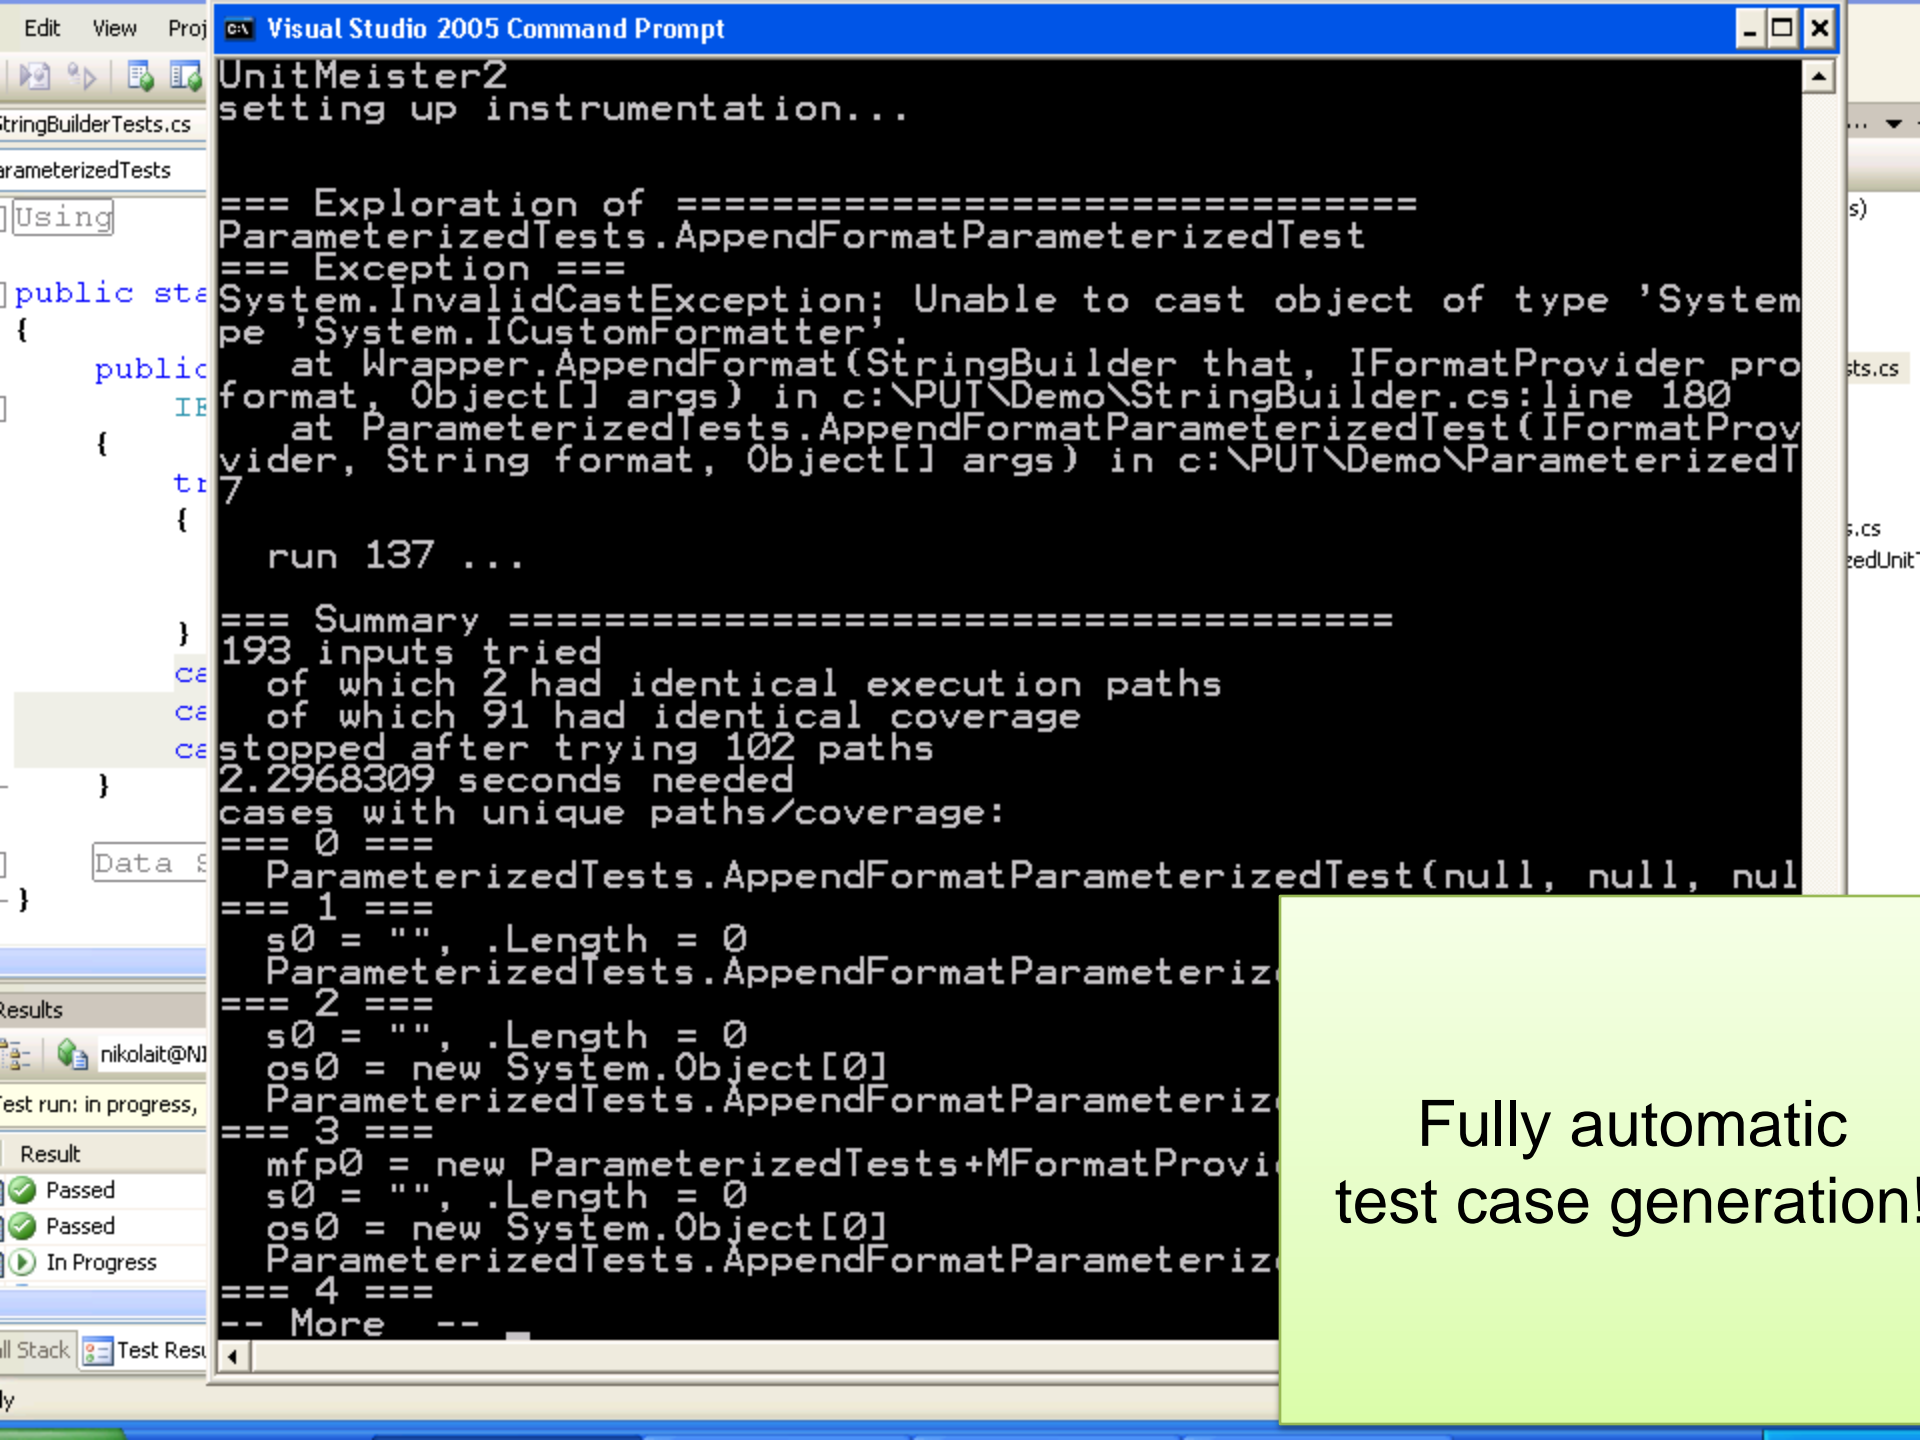 Edit View Proj
Visual Studio 2005 Command Prompt
StringBuilderTests.cs
...
arameterizedTests
Using
public sta
{
public
IF
{
tr
{
}
ca
ca
ca
}
Data S
}
UnitMeister2
setting up instrumentation...
=== Exploration of ===============================
ParameterizedTests.AppendFormatParameterizedTest
=== Exception ===
System.InvalidCastException: Unable to cast object of type 'System
pe 'System.ICustomFormatter'.
at Wrapper.AppendFormat(StringBuilder that, IFormatProvider pro
format, Object[] args) in c:\PUT\Demo\StringBuilder.cs:line 180
at ParameterizedTests.AppendFormatParameterizedTest(IFormatProv
vider, String format, Object[] args) in c:\PUT\Demo\ParameterizedT
7
run 137 ...
=== Summary =====================================
193 inputs tried
of which 2 had identical execution paths
of which 91 had identical coverage
stopped after trying 102 paths
2.2968309 seconds needed
cases with unique paths/coverage:
=== 0 ===
ParameterizedTests.AppendFormatParameterizedTest(null, null, nul
=== 1 ===
s0 = "", .Length = 0
ParameterizedTests.AppendFormatParameteriz
=== 2 ===
s0 = "", .Length = 0
os0 = new System.Object[0]
ParameterizedTests.AppendFormatParameteriz
=== 3 ===
mfp0 = new ParameterizedTests+MFormatProvi
s0 = "", .Length = 0
os0 = new System.Object[0]
ParameterizedTests.AppendFormatParameteriz
=== 4 ===
-- More --
s)
sts.cs
s.cs
zedUnitT
Results
nikolait@NI
Test run: in progress,
Result
Passed
Passed
In Progress
all Stack Test Resu
dy
Fully automatic
test case generation!